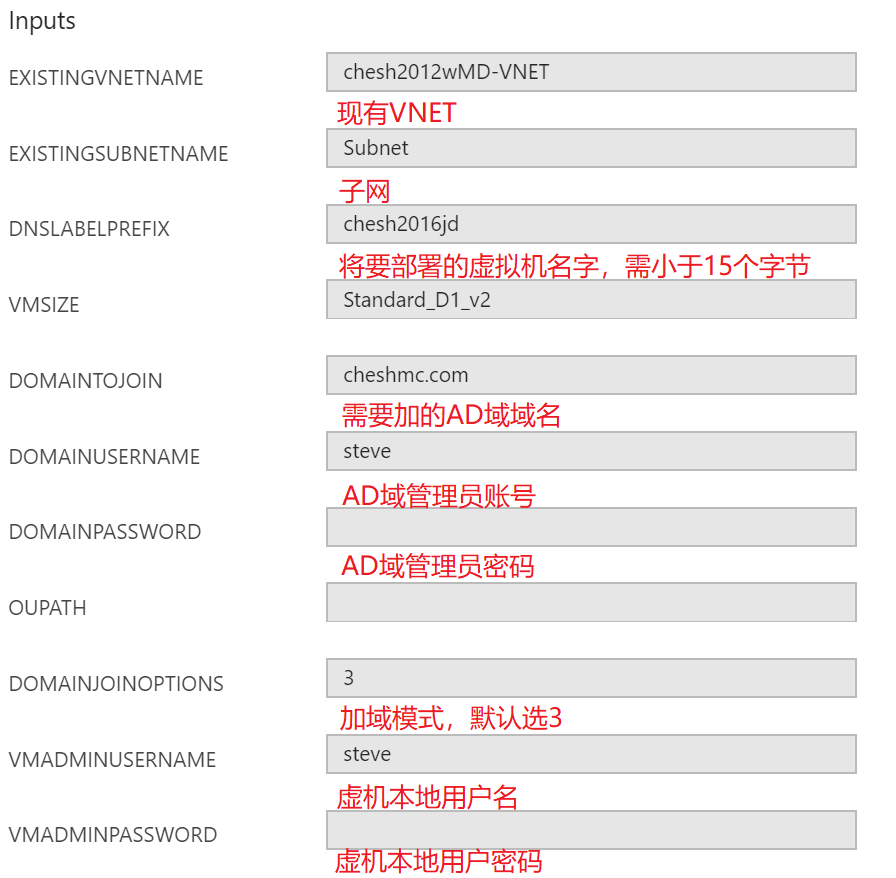 Inputs
EXISTINGVNETNAME chesh2012wMD-VNET
现有VNET
EXISTINGSUBNETNAME Subnet
子网
DNSLABELPREFIX chesh2016jd
将要部署的虚拟机名字，需小于15个字节
VMSIZE Standard_D1_v2
DOMAINTOJOIN cheshmc.com
需要加的AD域域名
DOMAINUSERNAME steve
AD域管理员账号
DOMAINPASSWORD
AD域管理员密码
OUPATH
DOMAINJOINOPTIONS 3
加域模式，默认选3
VMADMINUSERNAME steve
虚机本地用户名
VMADMINPASSWORD
虚机本地用户密码